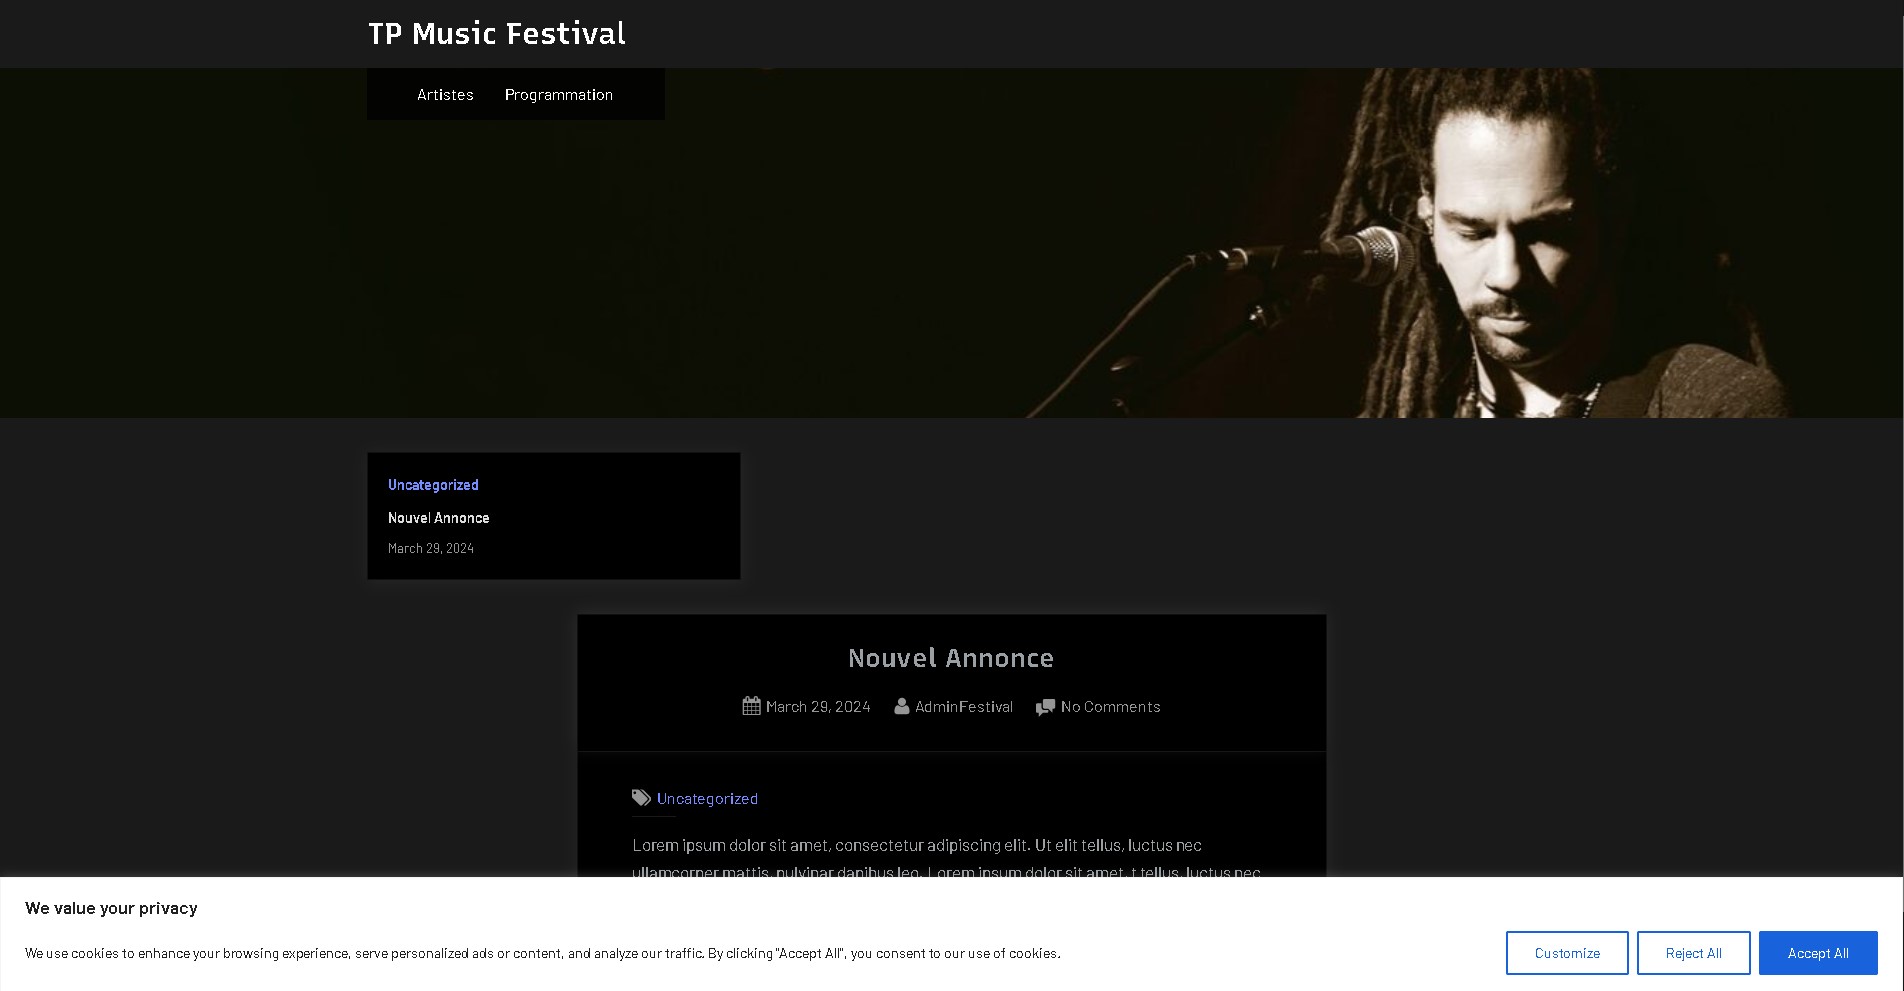 TP Music Festival
Artistes Programmation
Uncategorized
Nouvel Annonce
March 29, 2024
Nouvel Annonce
March 29, 2024 AdminFestival No Comments
Uncategorized
Lorem ipsum dolor sit amet, consectetur adipiscing elit. Ut elit tellus, luctus nec
ullamcorper mattis, pulvinar dapibus leo. Lorem ipsum dolor sit amet, t tellus, luctus nec
We value your privacy
We use cookies to enhance your browsing experience, serve personalized ads or content, and analyze our traffic. By clicking "Accept All", you consent to our use of cookies.
Customize Reject All Accept All